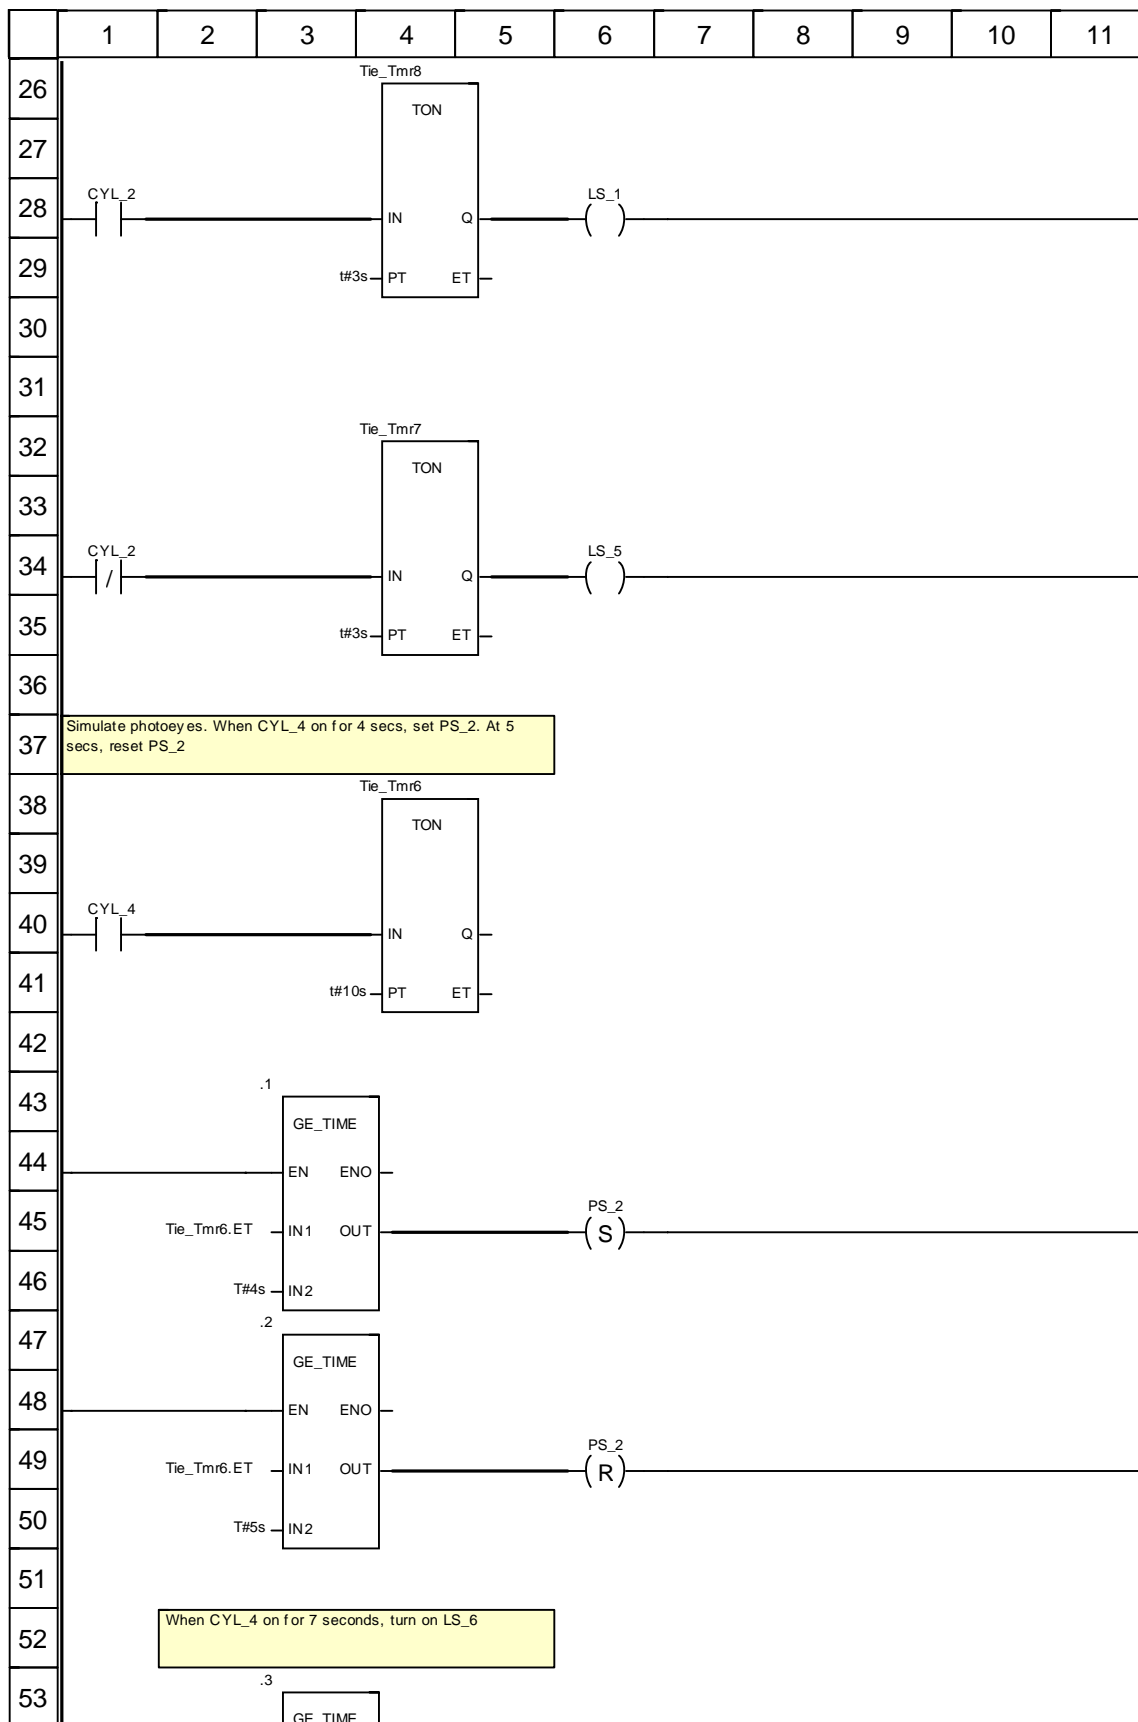 1 2 3 4 5 6 7 8 9 10 11
26
Tie_Tmr8
TON
27
28
CYL_2
IN Q
LS_1
29
t#3s PT ET
30
31
32
Tie_Tmr7
TON
33
34
CYL_2
/
IN Q
LS_5
35
t#3s PT ET
36
37
Simulate photoeyes. When CYL_4 on for 4 secs, set PS_2. At 5
secs, reset PS_2
38
Tie_Tmr6
TON
39
40
CYL_4
IN Q
41
t#10s PT ET
42
43
.1
GE_TIME
44
EN ENO
45
Tie_Tmr6.ET IN1 OUT
PS_2
S
46
T#4s IN2
47
.2
GE_TIME
48
EN ENO
49
Tie_Tmr6.ET IN1 OUT
PS_2
R
50
T#5s IN2
51
52
When CYL_4 on for 7 seconds, turn on LS_6
53
.3
GE_TIME